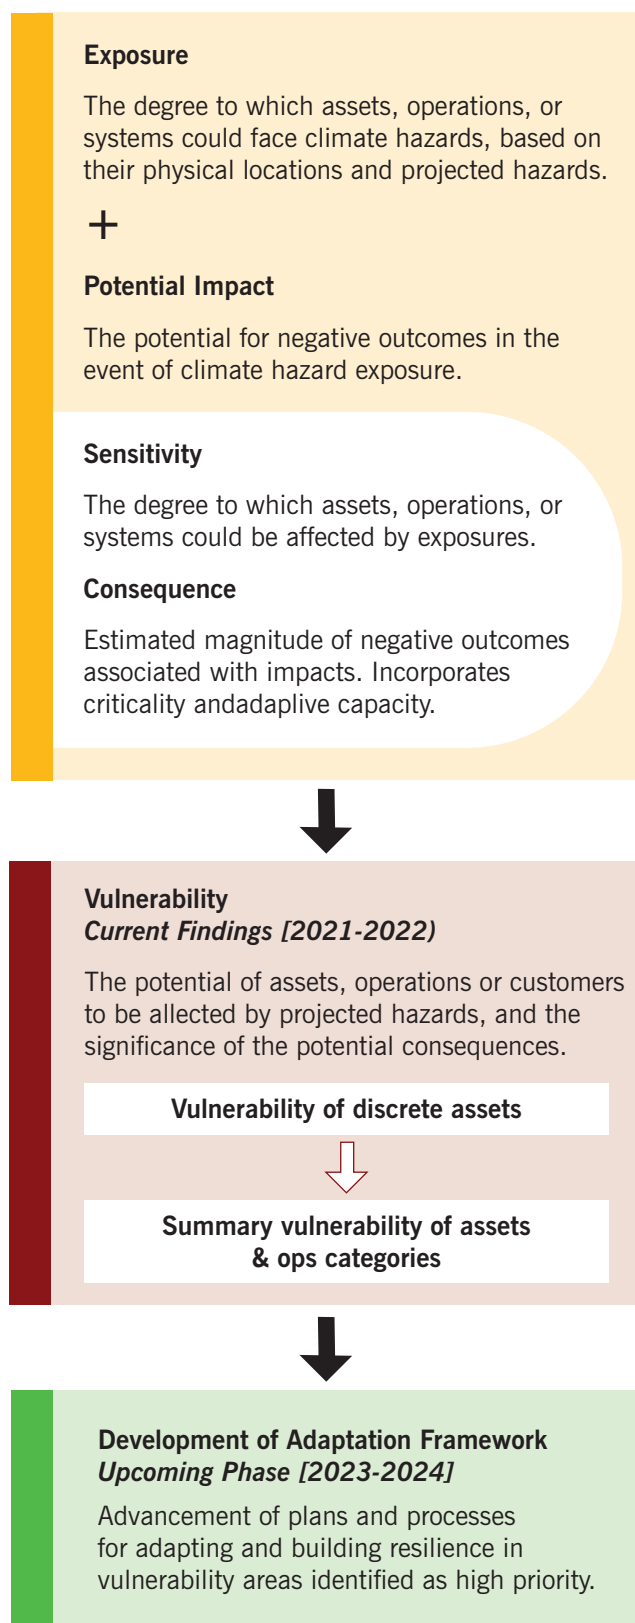 Exposure
The degree to which assets, operations, or
systems could face climate hazards, based on
their physical locations and projected hazards.
+
Potential Impact
The potential for negative outcomes in the
event of climate hazard exposure.
Sensitivity
The degree to which assets, operations, or
systems could be affected by exposures.
Consequence
Estimated magnitude of negative outcomes
associated with impacts. Incorporates
criticality andadaplive capacity.
Vulnerability
Current Findings [2021-2022)
The potential of assets, operations or customers
to be allected by projected hazards, and the
significance of the potential consequences.
Vulnerability of discrete assets
Summary vulnerability of assets
& ops categories
Development of Adaptation Framework
Upcoming Phase [2023-2024]
Advancement of plans and processes
for adapting and building resilience in
vulnerability areas identified as high priority.